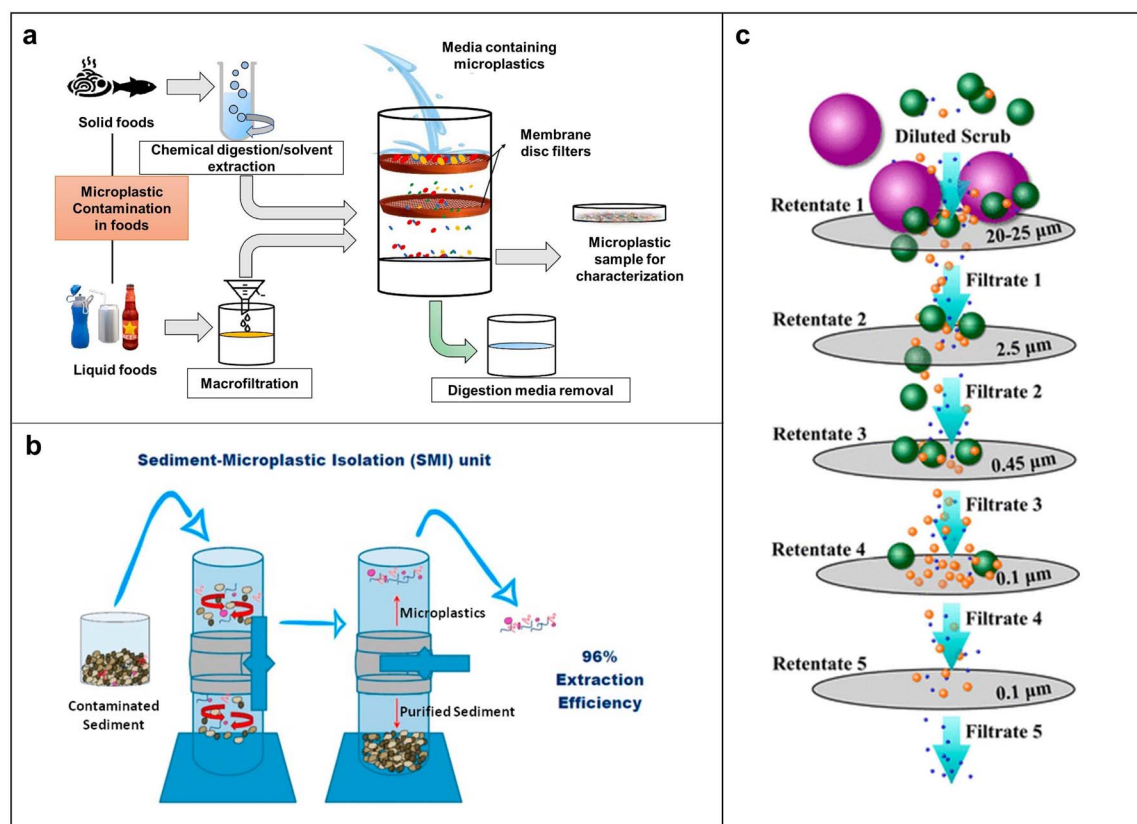 a
Solid foods
Microplastic
Contamination
in foods
Liquid foods
Chemical digestion/solvent
extraction
Macrofiltration
Media containing
microplastics
Membrane
disc filters
Microplastic
sample for
characterization
Digestion media removal
b
Sediment-Microplastic Isolation (SMI) unit
Contaminated
Sediment
Microplastics
Purified Sediment
96%
Extraction
Efficiency
c
Diluted Scrub
Retentate 1
20-25 µm
Filtrate 1
Retentate 2
2.5 µm
Filtrate 2
Retentate 3
0.45 µm
Filtrate 3
Retentate 4
0.1 µm
Filtrate 4
Retentate 5
0.1 µm
Filtrate 5